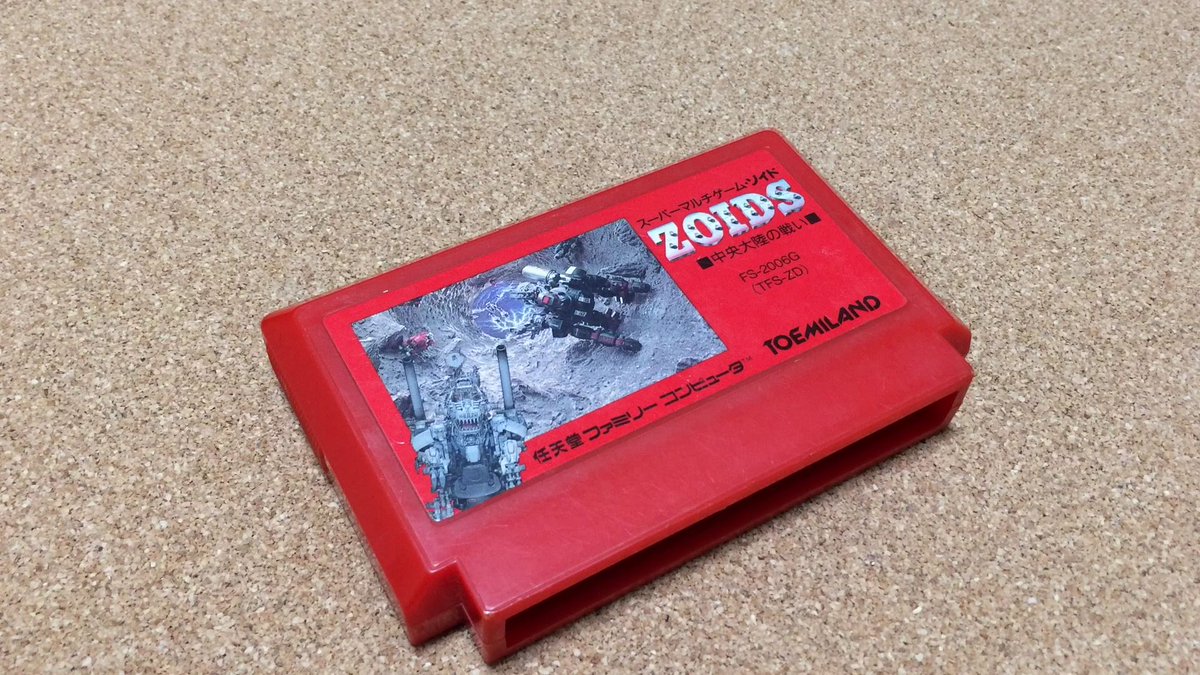 スーパーマルチゲーム・ゾイド
ZOIDS
■中央大陸の戦い■
FS-2006G
(TFS-ZD)
任天堂 ファミリー コンピュータ™
TOEMILAND